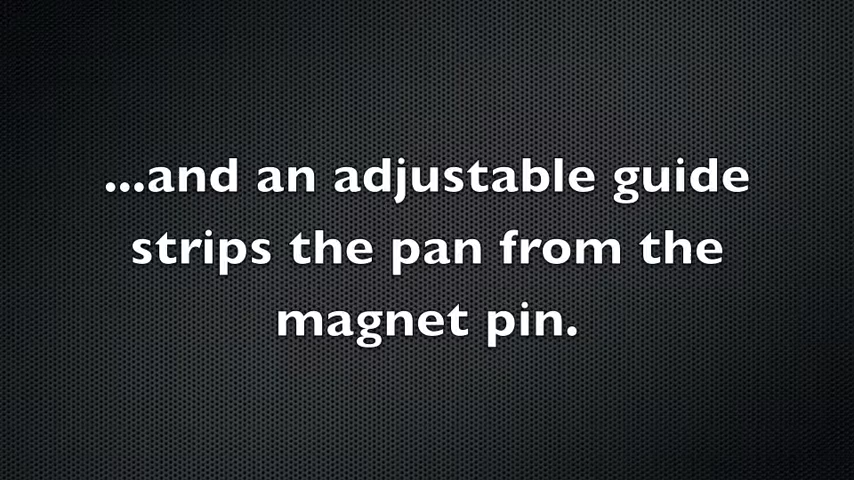 ...and an adjustable guide
strips the pan from the
magnet pin.